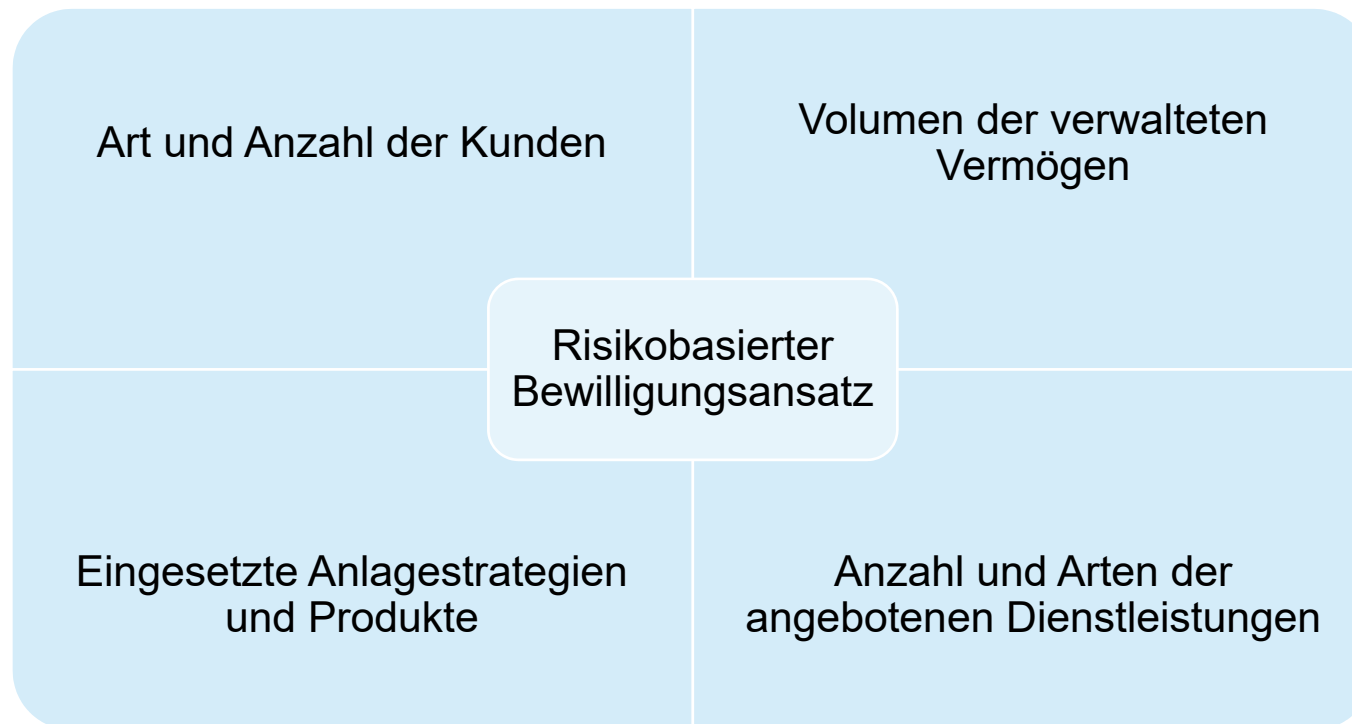 Art und Anzahl der Kunden
Volumen der verwalteten
Vermögen
Risikobasierter
Bewilligungsansatz
Eingesetzte Anlagestrategien
und Produkte
Anzahl und Arten der
angebotenen Dienstleistungen